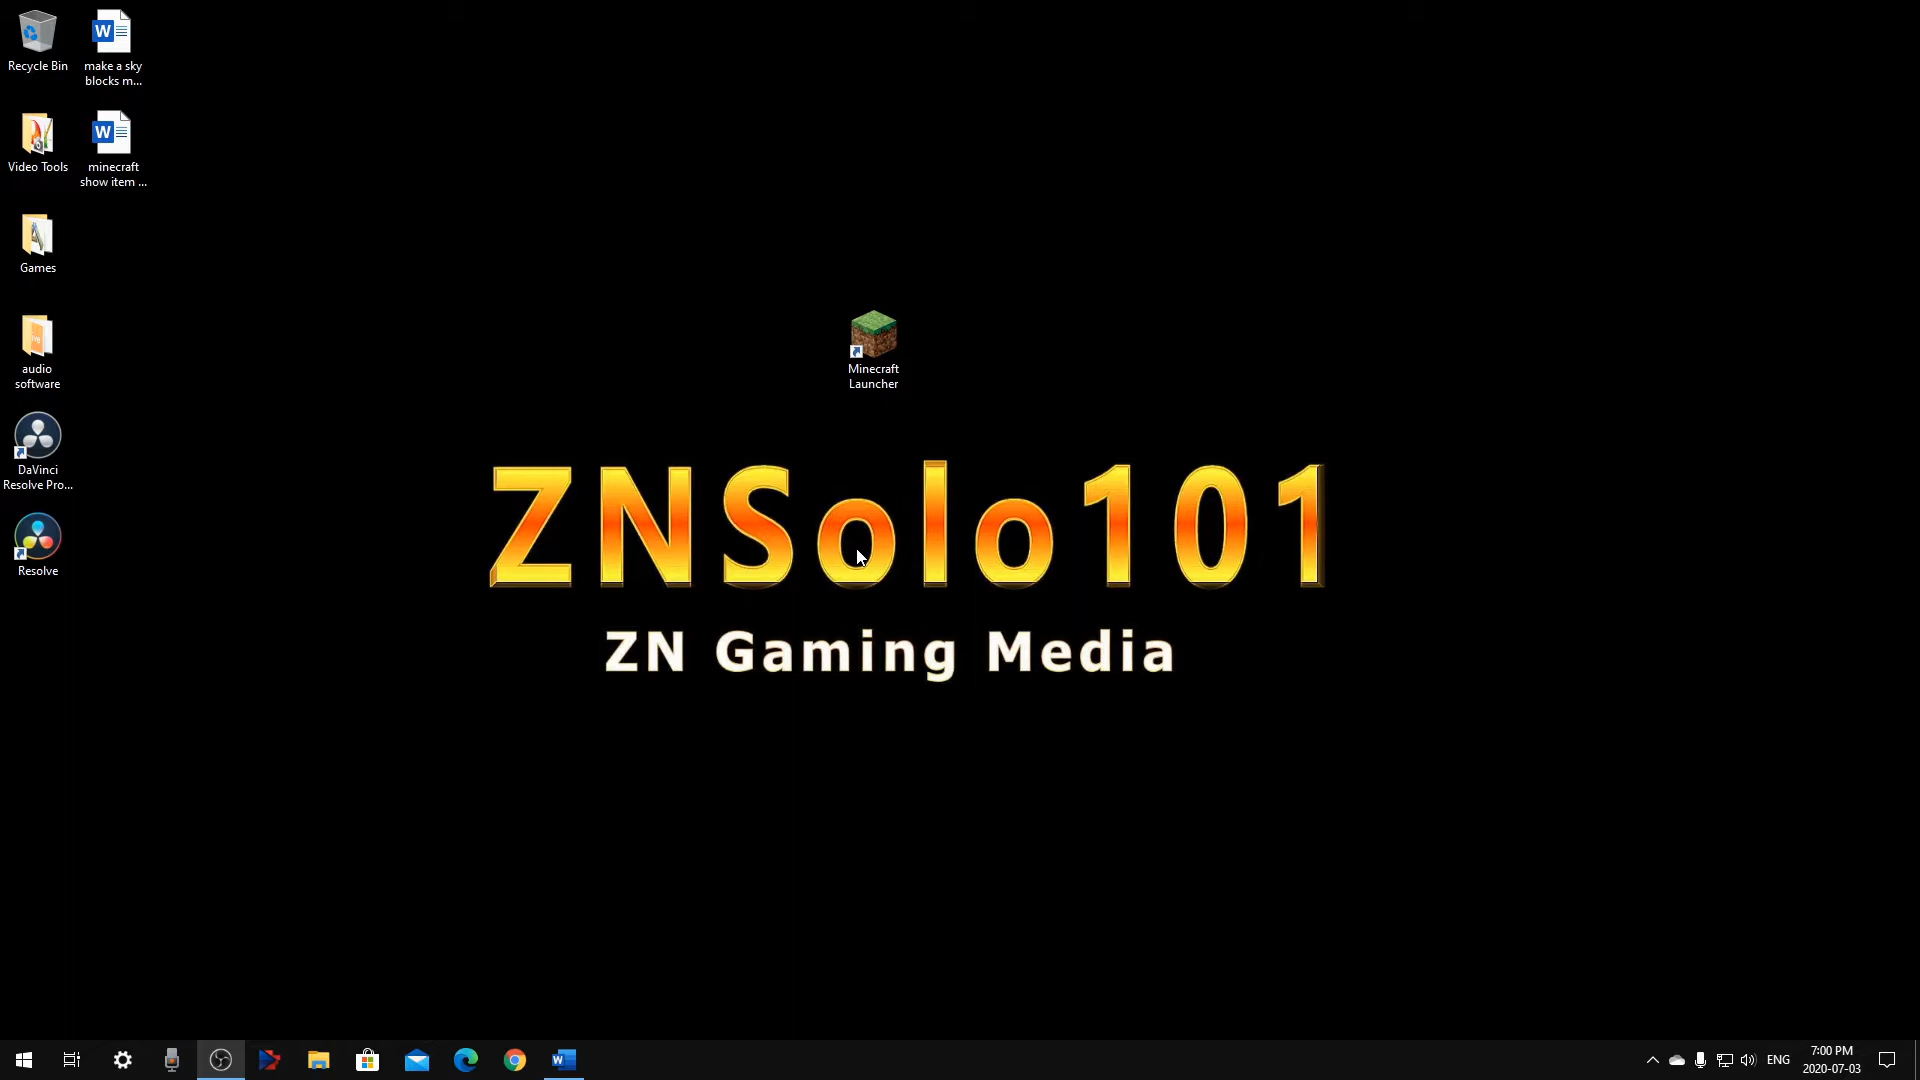 Recycle Bin
make a sky
blocks m...
Video Tools
minecraft
show item ...
Games
audio
software
DaVinci
Resolve Pro...
Resolve
Minecraft
Launcher
ZNSolo101
ZN Gaming Media
ENG
7:00 PM
2020-07-03